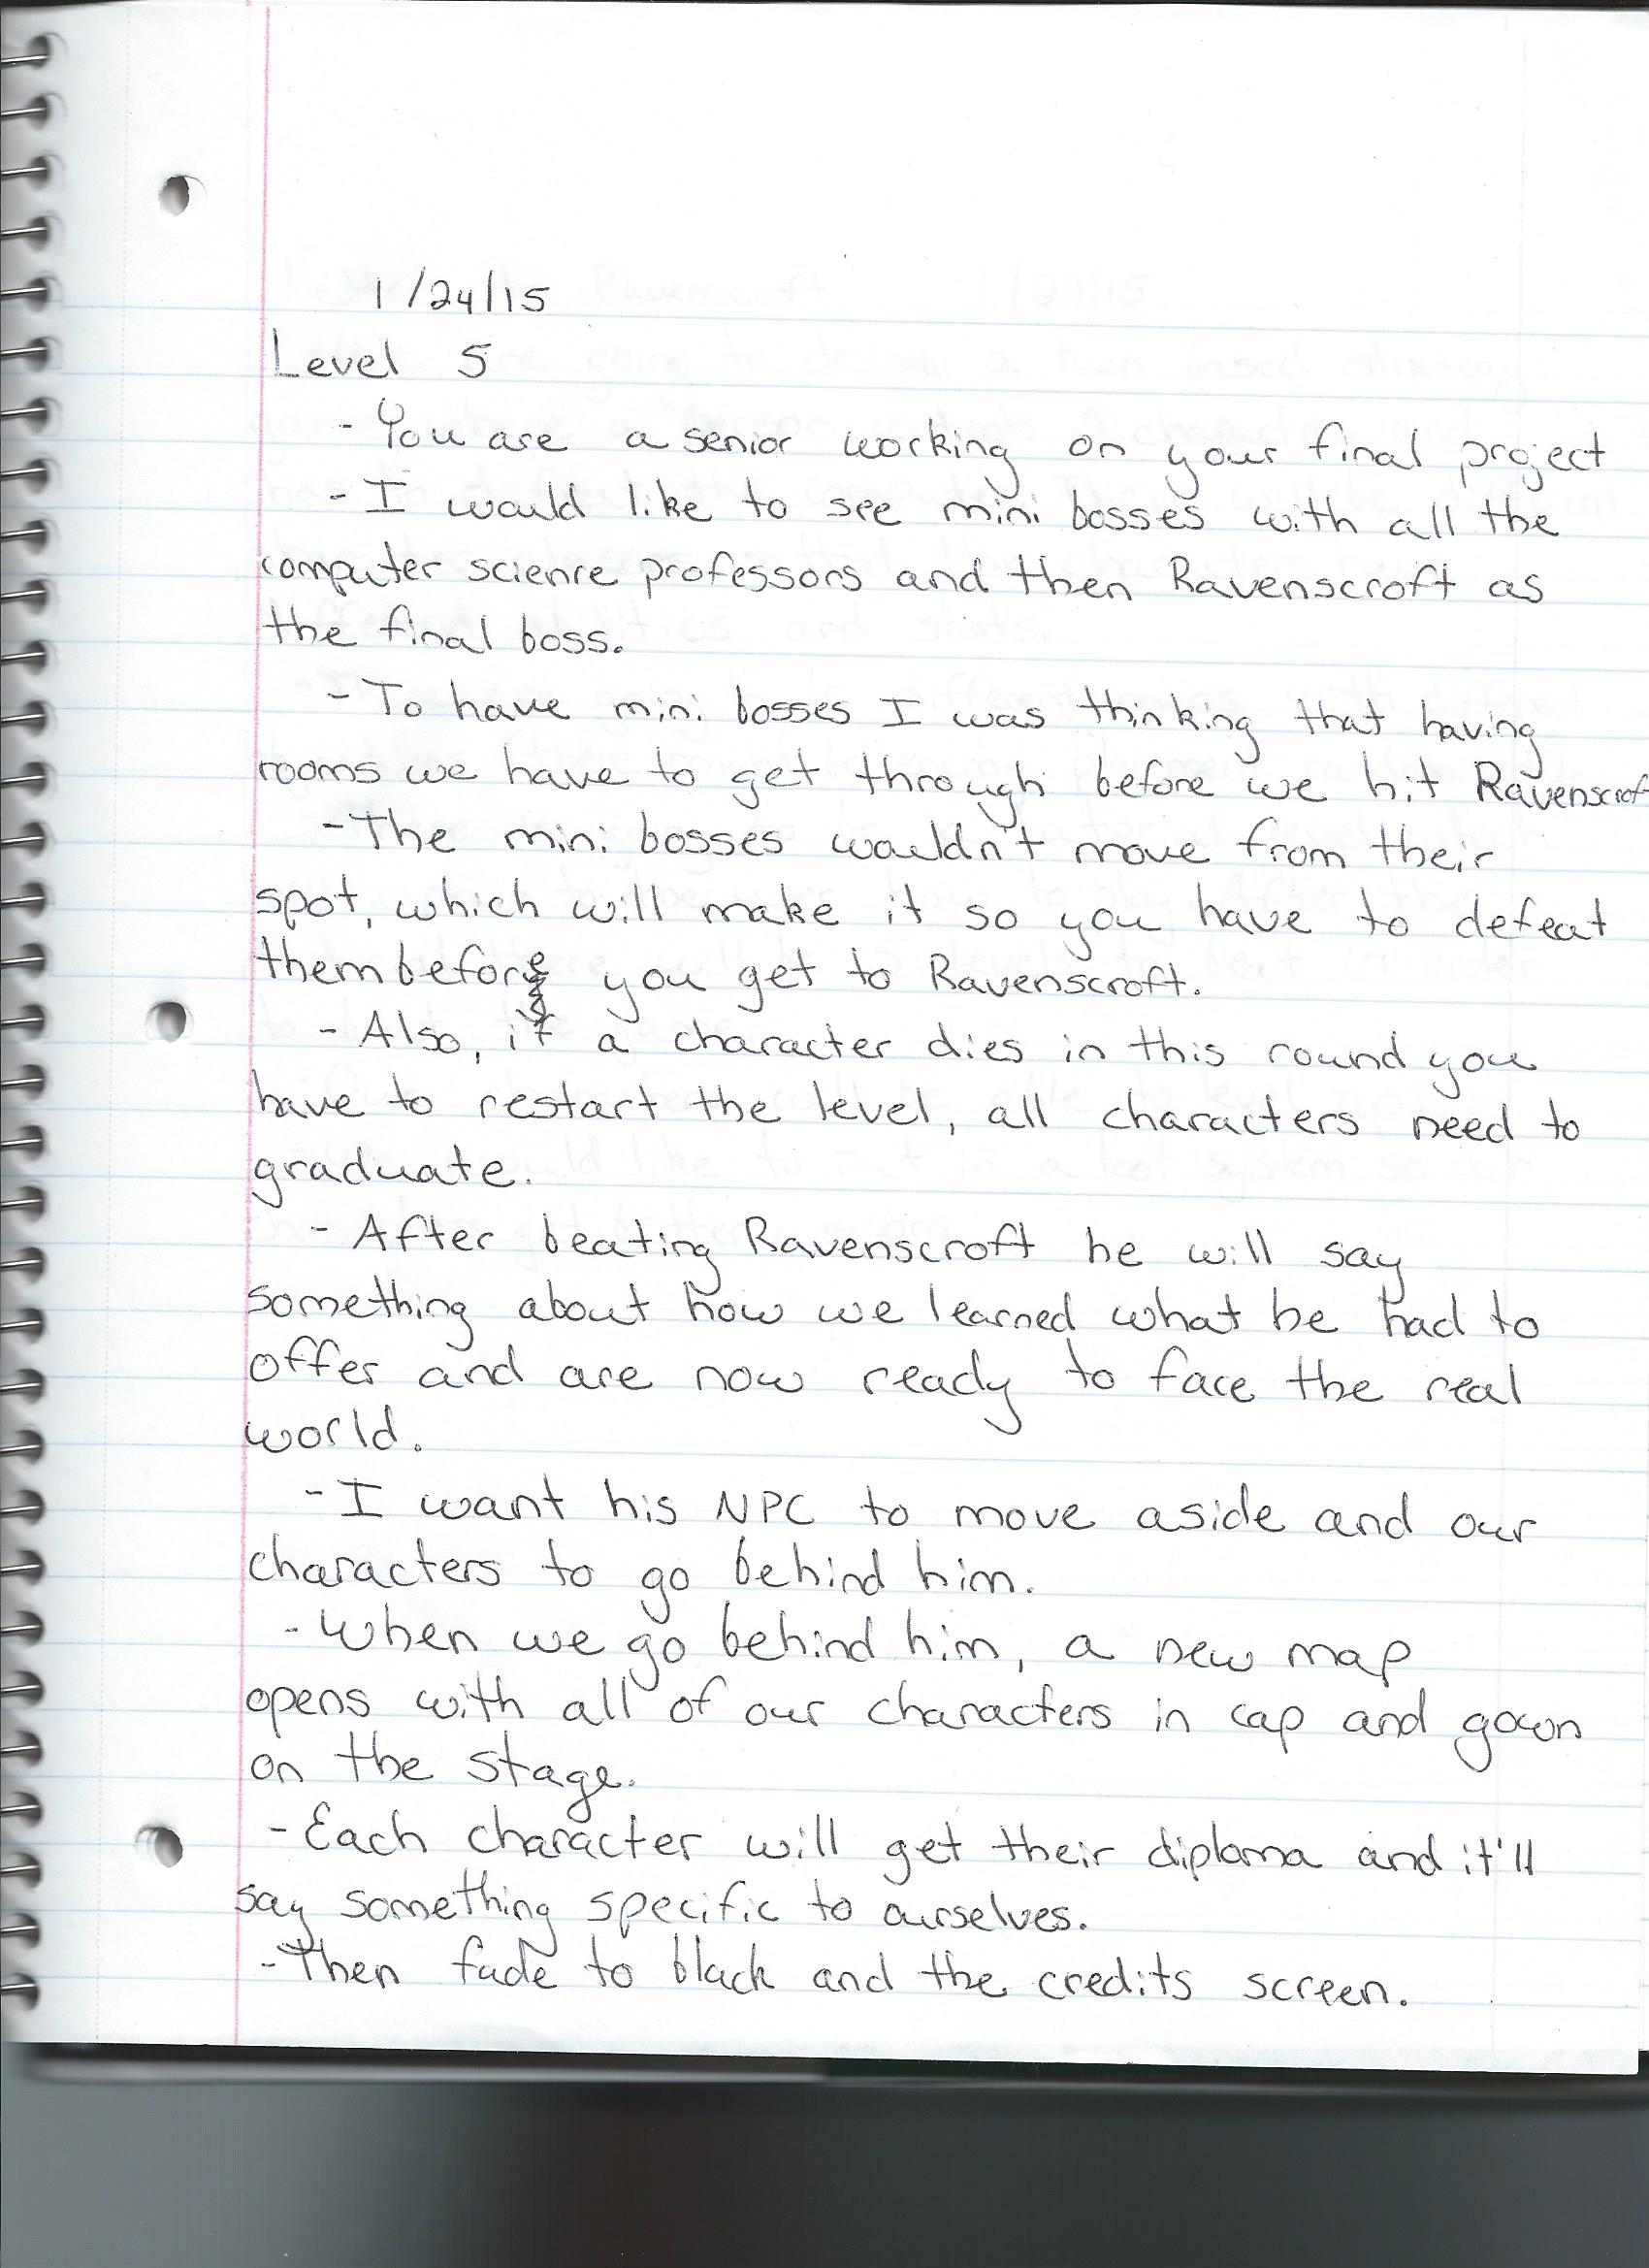 1/24/15
Level 5
- You are a senior working on your final project
- I would like to see mini bosses with all the
computer science professors and then Ravenscroft as
the final boss.
- To have mini bosses I was thinking that having
rooms we have to get through before we hit Ravenscroft
- The mini bosses wouldn't move from their
spot, which will make it so you have to defeat
them before you get to Ravenscroft.
- Also, if a character dies in this round you
have to restart the level, all characters need to
graduate.
- After beating Ravenscroft he will say
something about how we learned what he had to
offer and are now ready to face the real
world.
- I want his NPC to move aside and our
characters to go behind him.
- When we go behind him, a new map
opens with all of our characters in cap and gown
on the stage.
- Each character will get their diploma and it'll
say something specific to ourselves.
- Then fade to black and the credits screen.